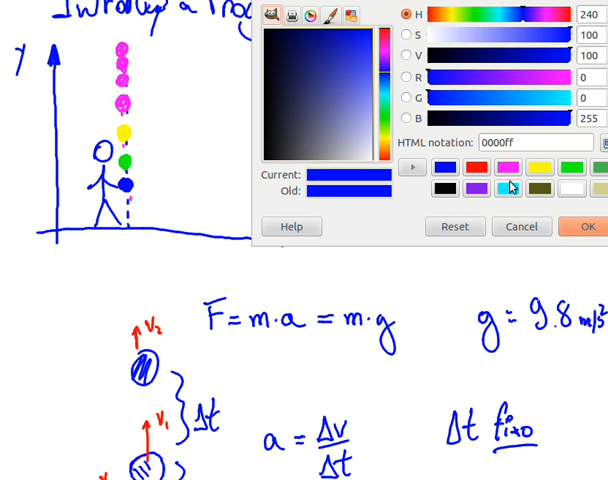 y
H 240
S 100
V 100
R 0
G 0
B 255
HTML notation: 0000ff
Current:
Old:
Help Reset Cancel OK
F = m·a = m·g g = 9.8 m/s²
V₂
Δt
V₁
a = Δv/Δt Δt fixo